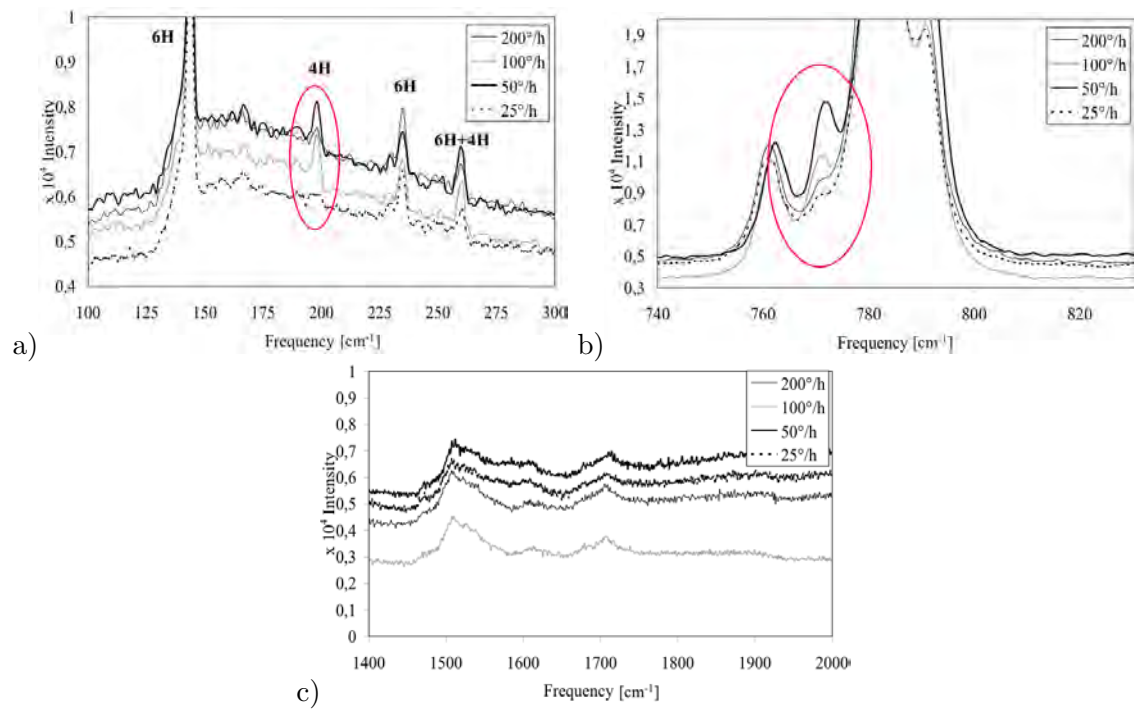 1
0,9
0,8
0,7
0,6
0,5
0,4
x 10⁴ Intensity
6H
4H
6H
6H+4H
200°/h
100°/h
50°/h
25°/h
100
125
150
175
200
225
250
275
300
Frequency [cm⁻¹]
a)
1,9
1,7
1,5
1,3
1,1
0,9
0,7
0,5
0,3
x 10⁴ Intensity
200°/h
100°/h
50°/h
25°/h
740
760
780
800
820
Frequency [cm⁻¹]
b)
1
0,9
0,8
0,7
0,6
0,5
0,4
0,3
0,2
0,1
0
x 10⁴ Intensity
200°/h
100°/h
50°/h
25°/h
1400
1500
1600
1700
1800
1900
2000
Frequency [cm⁻¹]
c)